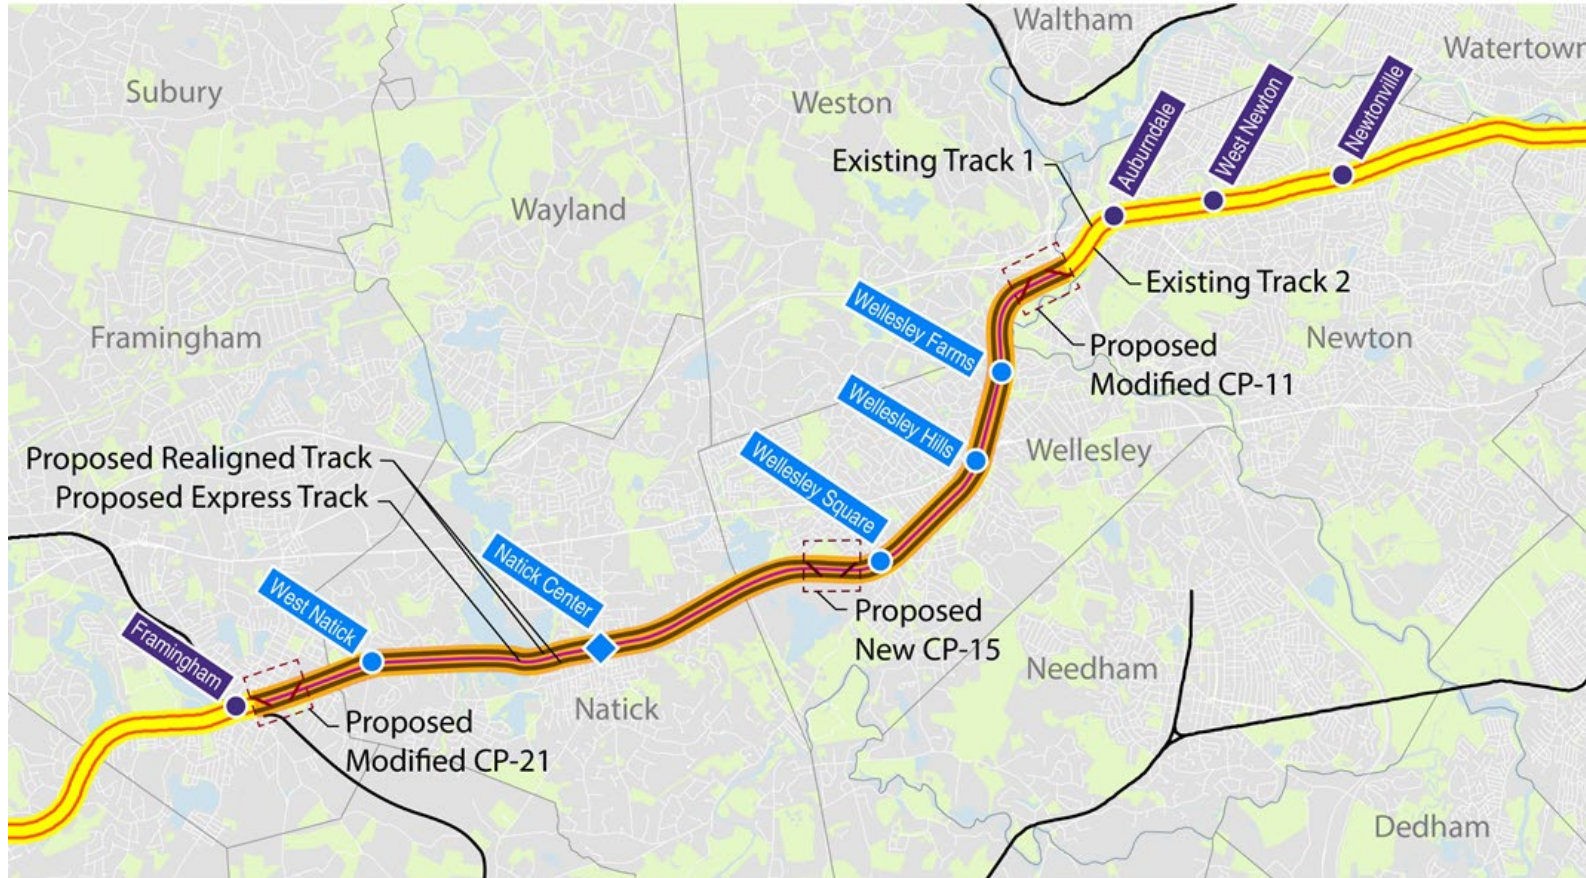 Waltham
Watertown
Subury
Weston
Newtonville
West Newton
Auburndale
Existing Track 1
Wayland
Existing Track 2
Framingham
Wellesley Farms
Newton
Proposed
Modified CP-11
Wellesley Hills
Wellesley
Wellesley Square
Proposed Realigned Track
Proposed Express Track
Natick Center
West Natick
Proposed
New CP-15
Framingham
Needham
Natick
Proposed
Modified CP-21
Dedham